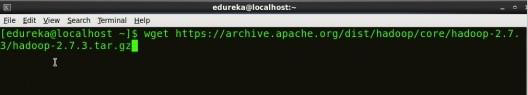 edureka@localhost:~
File Edit View Search Terminal Help
[edureka@localhost ~]$ wget https://archive.apache.org/dist/hadoop/core/hadoop-2.7.
3/hadoop-2.7.3.tar.gz